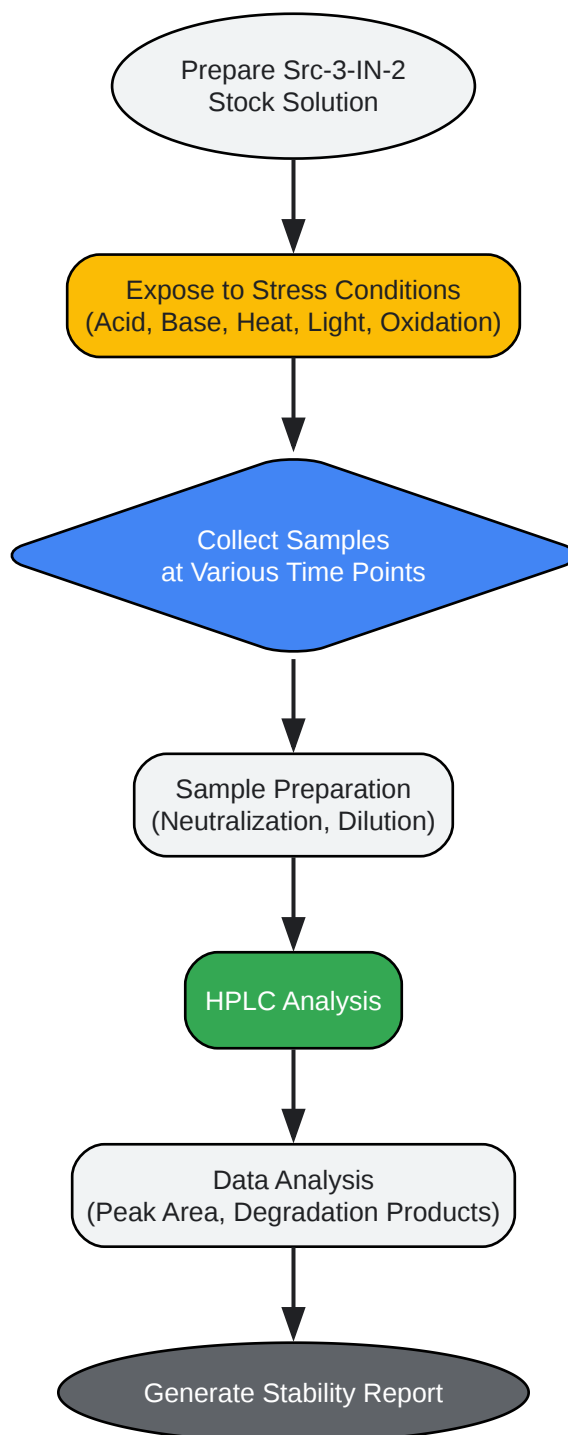 Prepare Src-3-IN-2
Stock Solution
Expose to Stress Conditions
(Acid, Base, Heat, Light, Oxidation)
Collect Samples
at Various Time Points
Sample Preparation
(Neutralization, Dilution)
HPLC Analysis
Data Analysis
(Peak Area, Degradation Products)
Generate Stability Report